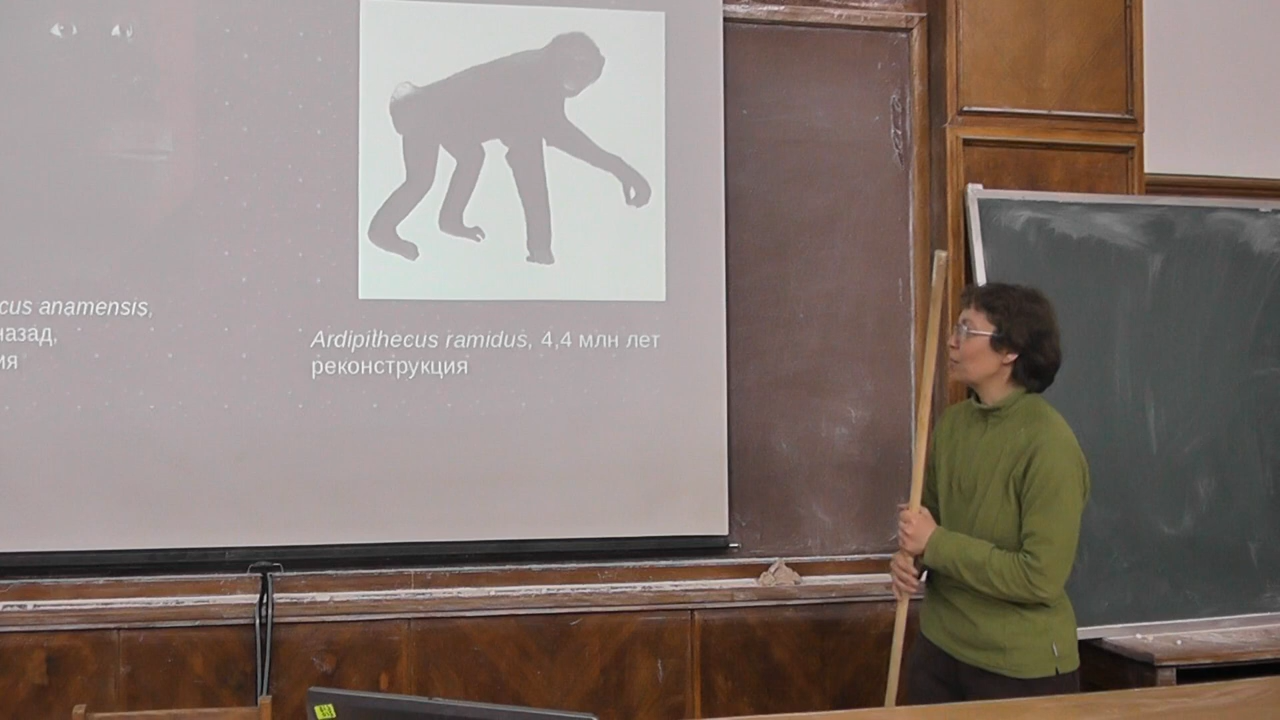 cus anamensis,
назад,
ия
Ardipithecus ramidus, 4,4 млн лет
реконструкция